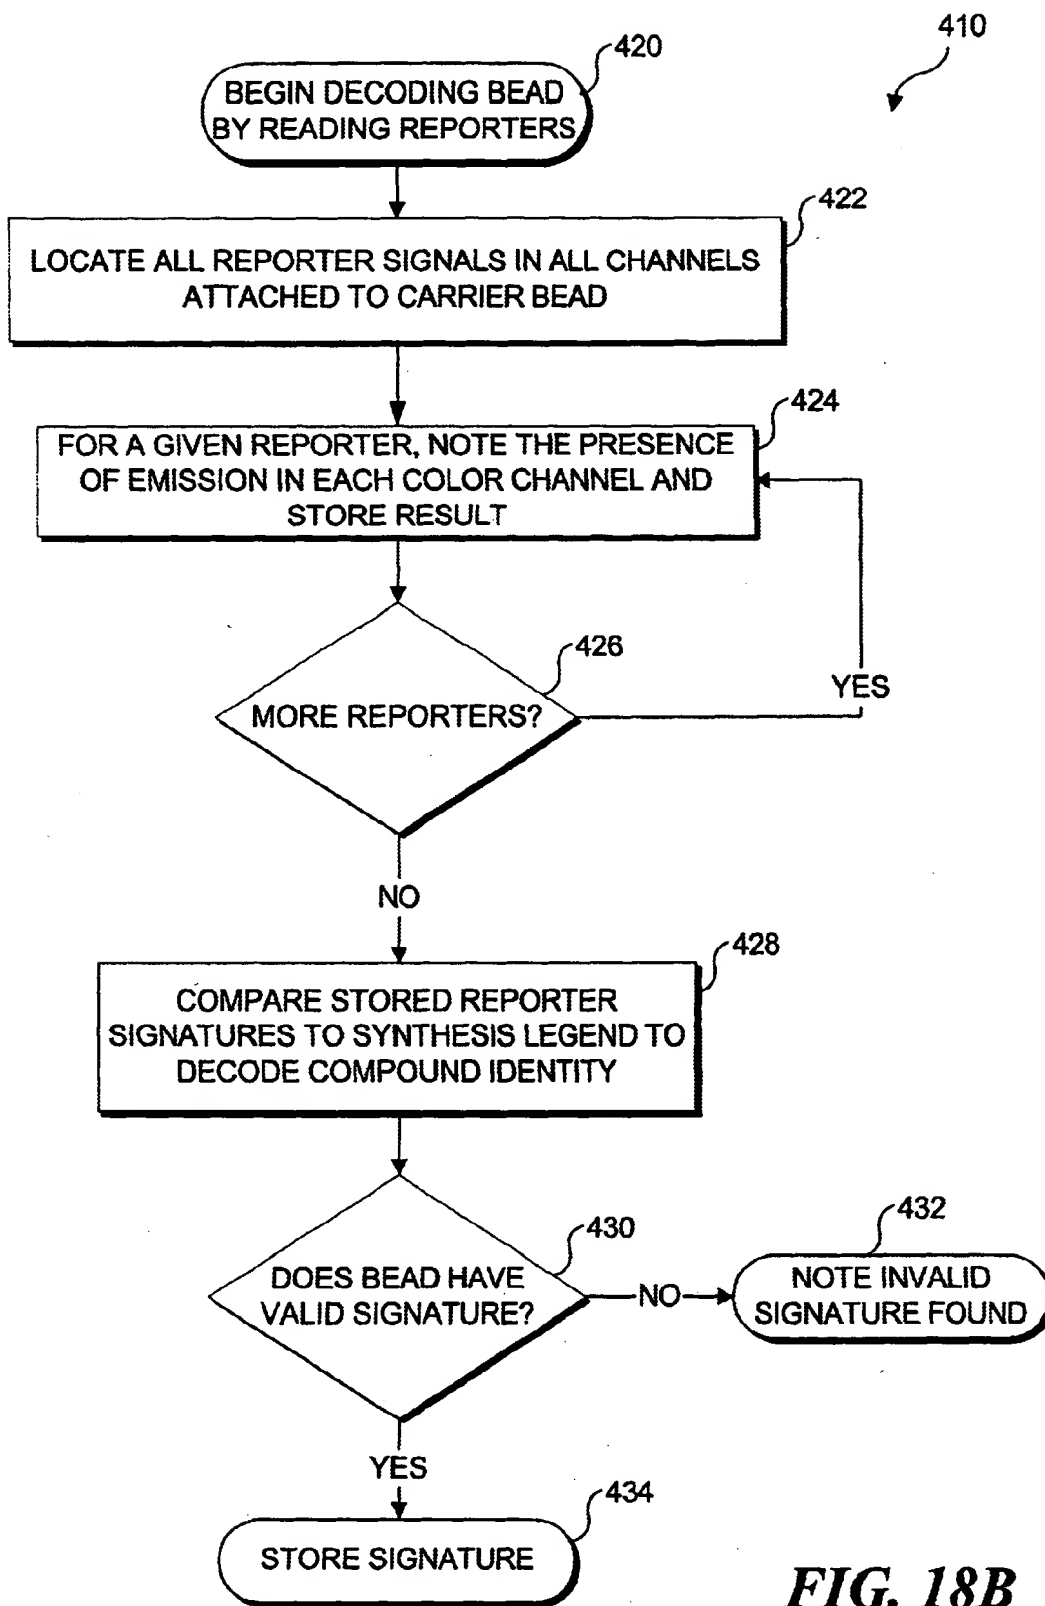 410
420
BEGIN DECODING BEAD
BY READING REPORTERS
422
LOCATE ALL REPORTER SIGNALS IN ALL CHANNELS
ATTACHED TO CARRIER BEAD
424
FOR A GIVEN REPORTER, NOTE THE PRESENCE
OF EMISSION IN EACH COLOR CHANNEL AND
STORE RESULT
426
MORE REPORTERS?
YES
NO
428
COMPARE STORED REPORTER
SIGNATURES TO SYNTHESIS LEGEND TO
DECODE COMPOUND IDENTITY
430
DOES BEAD HAVE
VALID SIGNATURE?
NO
432
NOTE INVALID
SIGNATURE FOUND
YES
434
STORE SIGNATURE
FIG. 18B